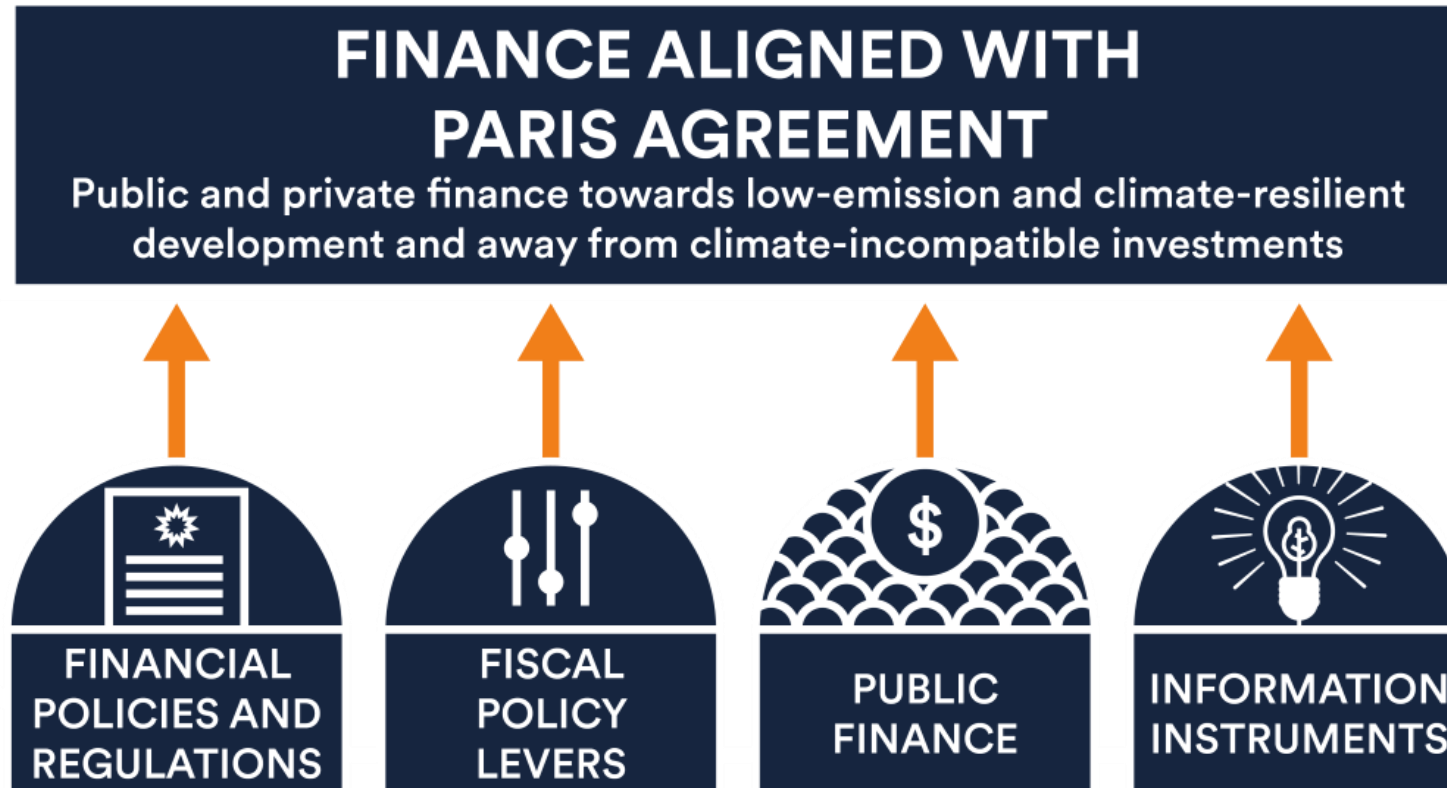 FINANCE ALIGNED WITH
PARIS AGREEMENT
Public and private finance towards low-emission and climate-resilient
development and away from climate-incompatible investments
$
FINANCIAL
POLICIES AND
REGULATIONS
FISCAL
POLICY
LEVERS
PUBLIC
FINANCE
INFORMATION
INSTRUMENTS